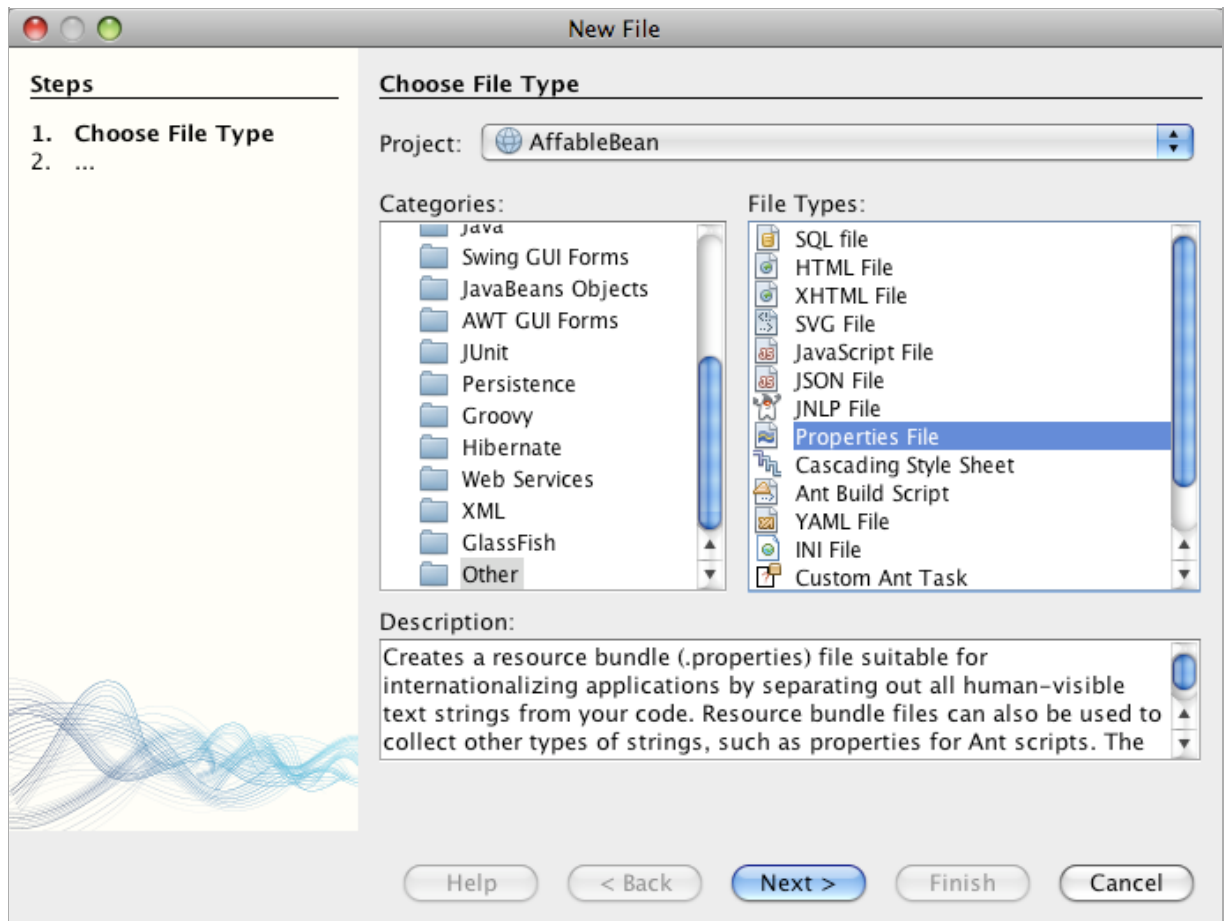 New File
Steps
1. Choose File Type
2. ...
Choose File Type
Project: AffableBean
Categories:
Java
Swing GUI Forms
JavaBeans Objects
AWT GUI Forms
JUnit
Persistence
Groovy
Hibernate
Web Services
XML
GlassFish
Other
File Types:
SQL file
HTML File
XHTML File
SVG File
JavaScript File
JSON File
JNLP File
Properties File
Cascading Style Sheet
Ant Build Script
YAML File
INI File
Custom Ant Task
Description:
Creates a resource bundle (.properties) file suitable for
internationalizing applications by separating out all human-visible
text strings from your code. Resource bundle files can also be used to
collect other types of strings, such as properties for Ant scripts. The
Help < Back Next > Finish Cancel